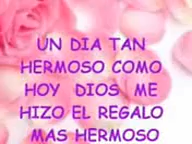 UN DIA TAN
HERMOSO COMO
HOY DIOS ME
HIZO EL REGALO
MAS HERMOSO